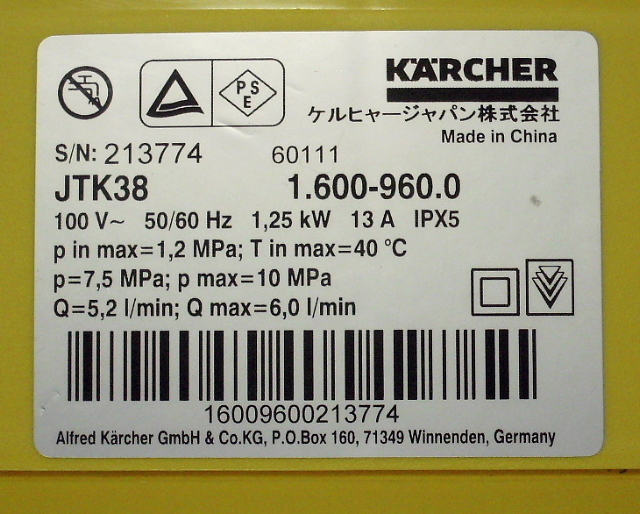 KÄRCHER
PS
E
ケルヒャージャパン株式会社
Made in China
S/N: 213774 60111
JTK38 1.600-960.0
100 V~ 50/60 Hz 1,25 kW 13 A IPX5
p in max=1,2 MPa; T in max=40 °C
p=7,5 MPa; p max=10 MPa
Q=5,2 l/min; Q max=6,0 l/min
16009600213774
Alfred Kärcher GmbH & Co.KG, P.O.Box 160, 71349 Winnenden, Germany